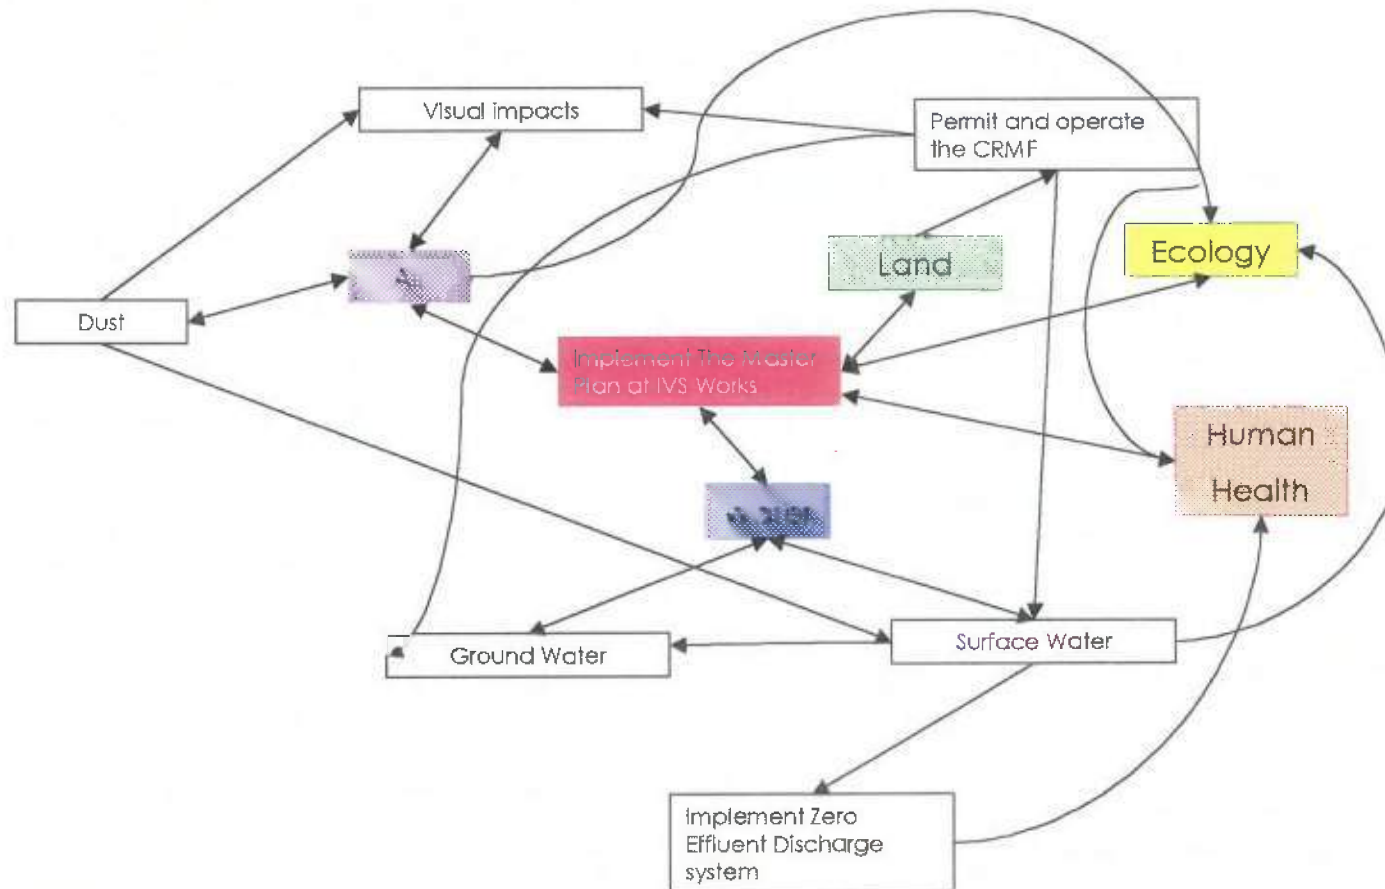 Visual impacts
Permit and operate
the CRMF
Ecology
Land
Dust
Implement The Master
Plan at IVS Works
Human
Health
Ground Water
Surface Water
Implement Zero
Effluent Discharge
system